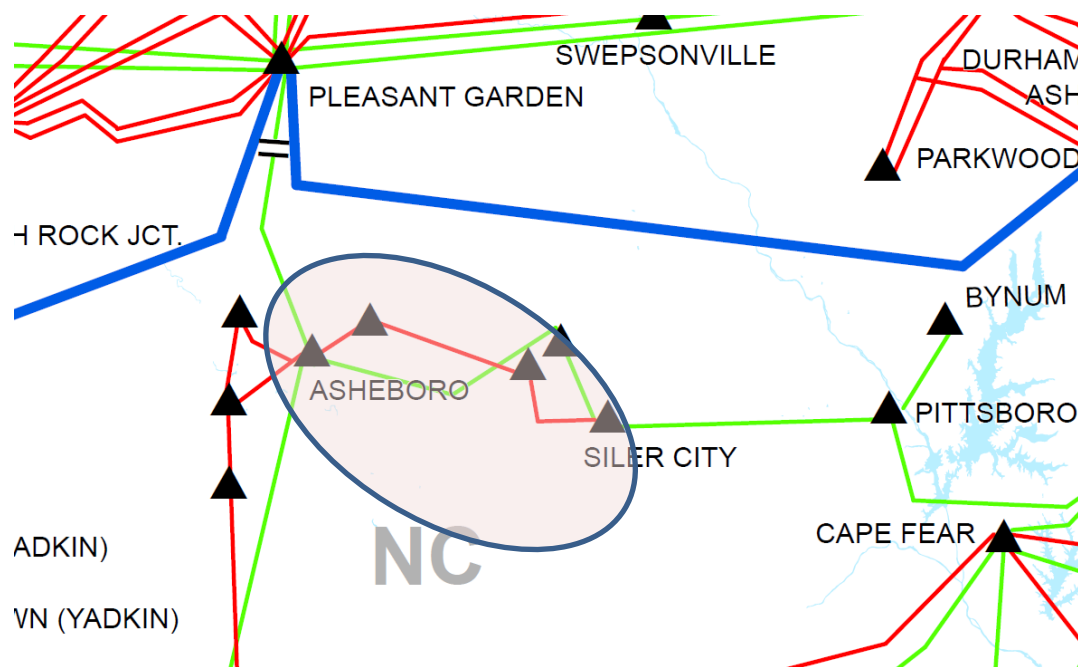 SWEPSONVILLE
DURHAM
PLEASANT GARDEN
ASH
PARKWOOD
H ROCK JCT.
BYNUM
ASHEBORO
PITTSBORO
SILER CITY
CAPE FEAR
NC
ADKIN)
WN (YADKIN)